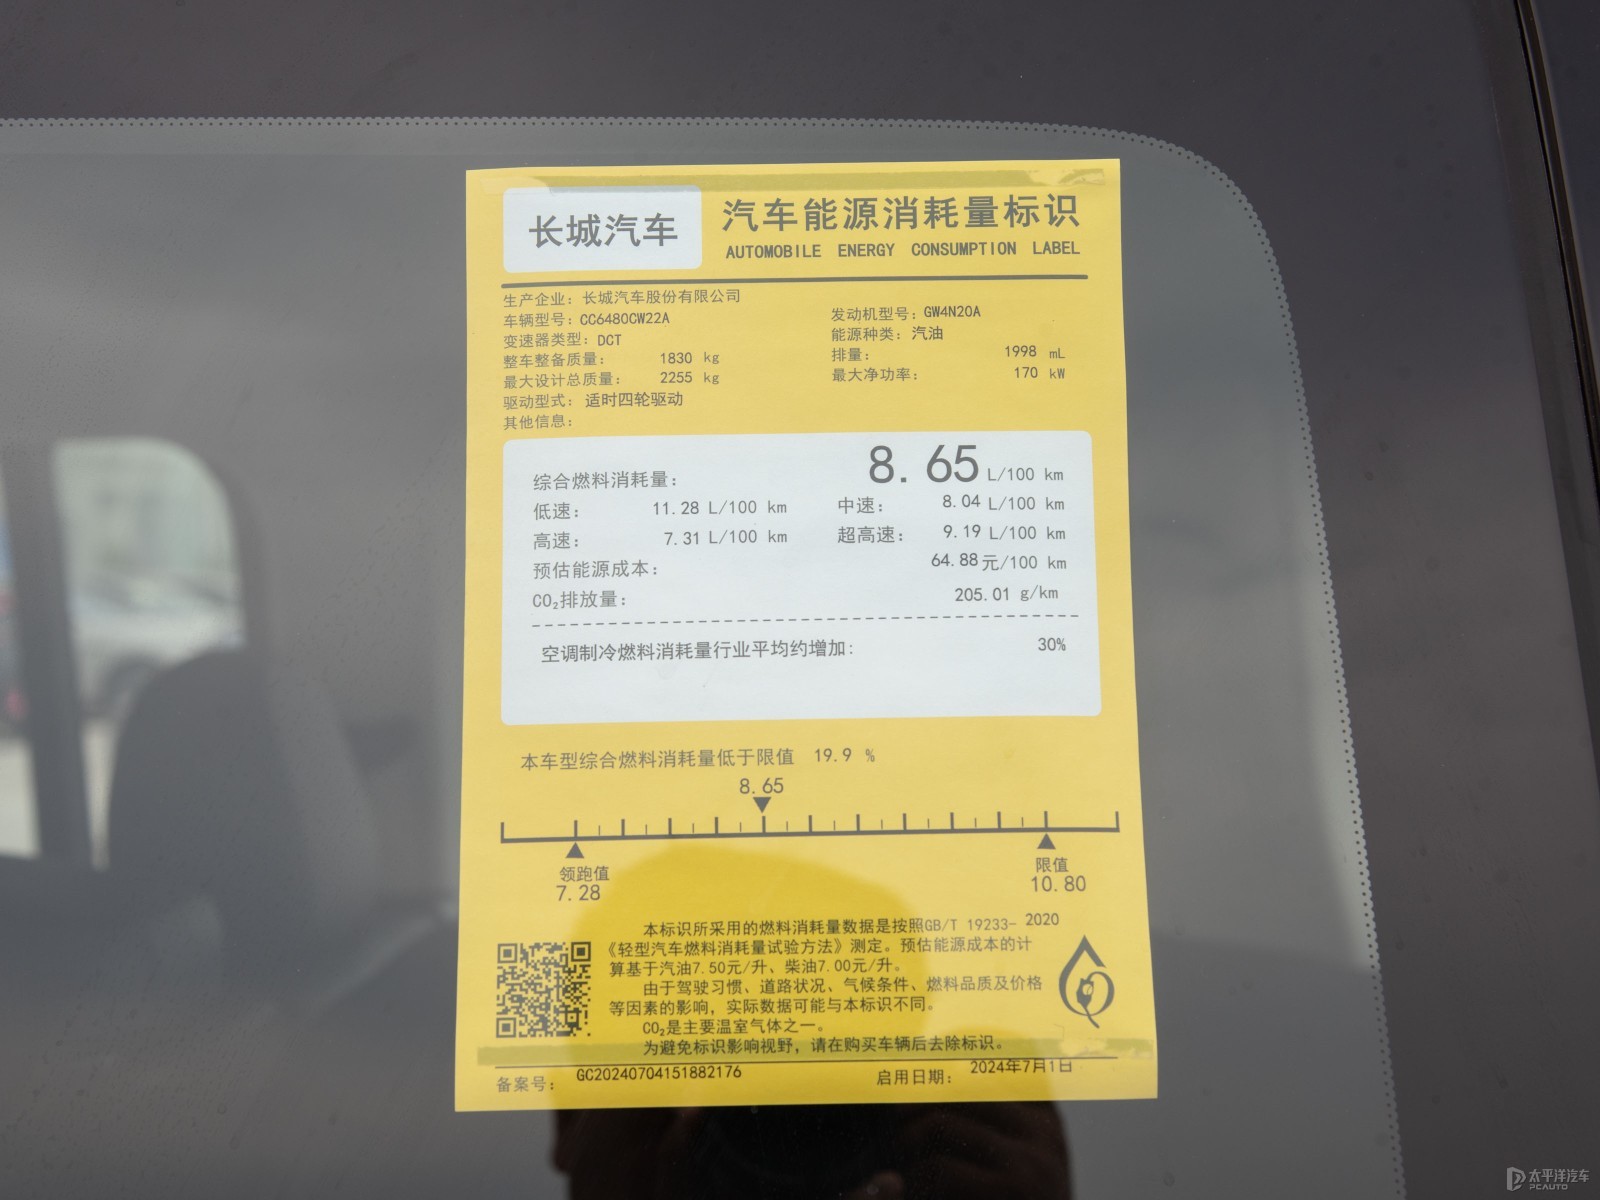 长城汽车
汽车能源消耗量标识
AUTOMOBILE ENERGY CONSUMPTION LABEL
生产企业：长城汽车股份有限公司
车辆型号：CC6480CW22A
发动机型号：GW4N20A
变速器类型：DCT
能源种类：汽油
整车整备质量： 1830 kg
排量： 1998 mL
最大设计总质量： 2255 kg
最大净功率： 170 kW
驱动型式：适时四轮驱动
其他信息：
综合燃料消耗量： 8.65 L/100 km
低速： 11.28 L/100 km 中速： 8.04 L/100 km
高速： 7.31 L/100 km 超高速： 9.19 L/100 km
预估能源成本： 64.88元/100 km
CO₂排放量： 205.01 g/km
空调制冷燃料消耗量行业平均约增加： 30%
本车型综合燃料消耗量低于限值 19.9 %
8.65
领跑值
7.28
限值
10.80
本标识所采用的燃料消耗量数据是按照GB/T 19233- 2020
《轻型汽车燃料消耗量试验方法》测定。预估能源成本的计
算基于汽油7.50元/升、柴油7.00元/升。
由于驾驶习惯、道路状况、气候条件、燃料品质及价格
等因素的影响，实际数据可能与本标识不同。
CO₂是主要温室气体之一。
为避免标识影响视野，请在购买车辆后去除标识。
备案号： GC20240704151882176
启用日期： 2024年7月1日
太平洋汽车
PCAUTO